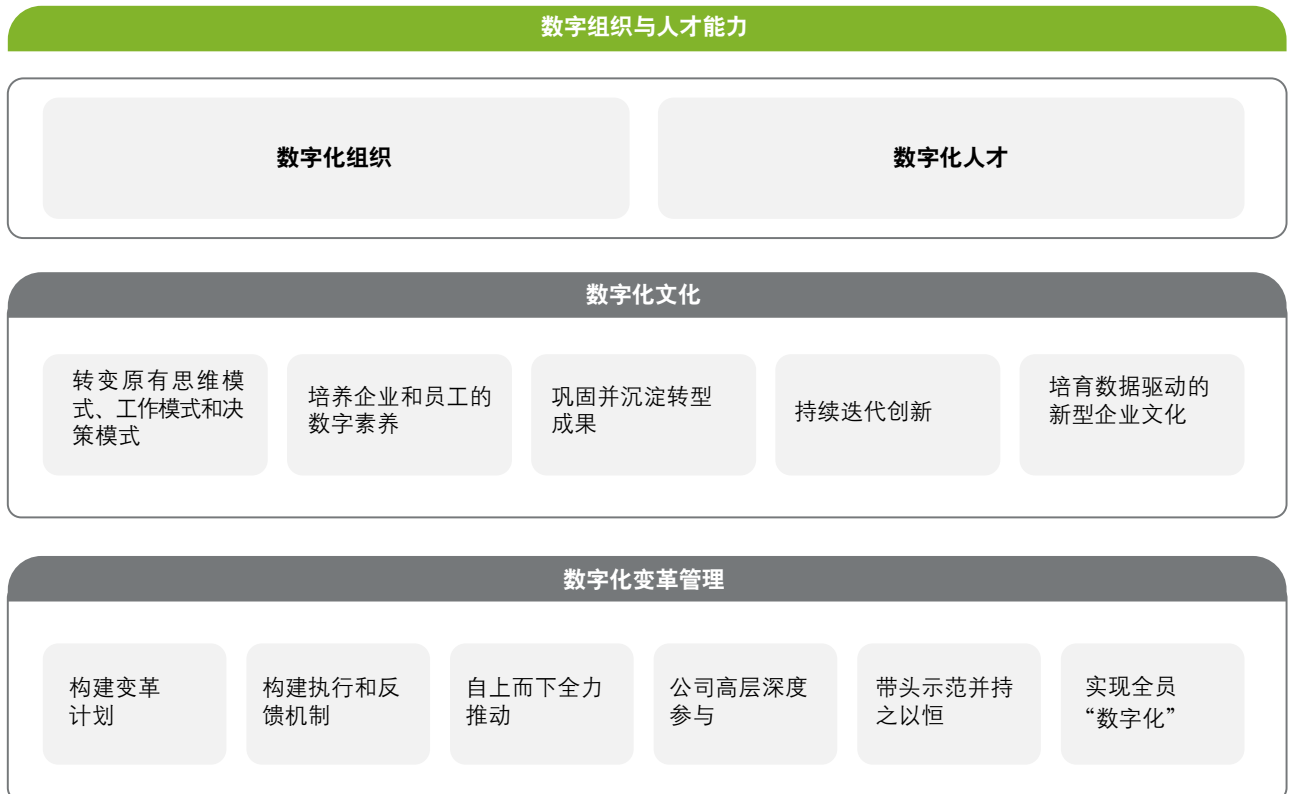 数字组织与人才能力
数字化组织
数字化人才
数字化文化
转变原有思维模
式、工作模式和决
策模式
培养企业和员工的
数字素养
巩固并沉淀转型
成果
持续迭代创新
培育数据驱动的
新型企业文化
数字化变革管理
构建变革
计划
构建执行和反
馈机制
自上而下全力
推动
公司高层深度
参与
带头示范并持
之以恒
实现全员
“数字化”